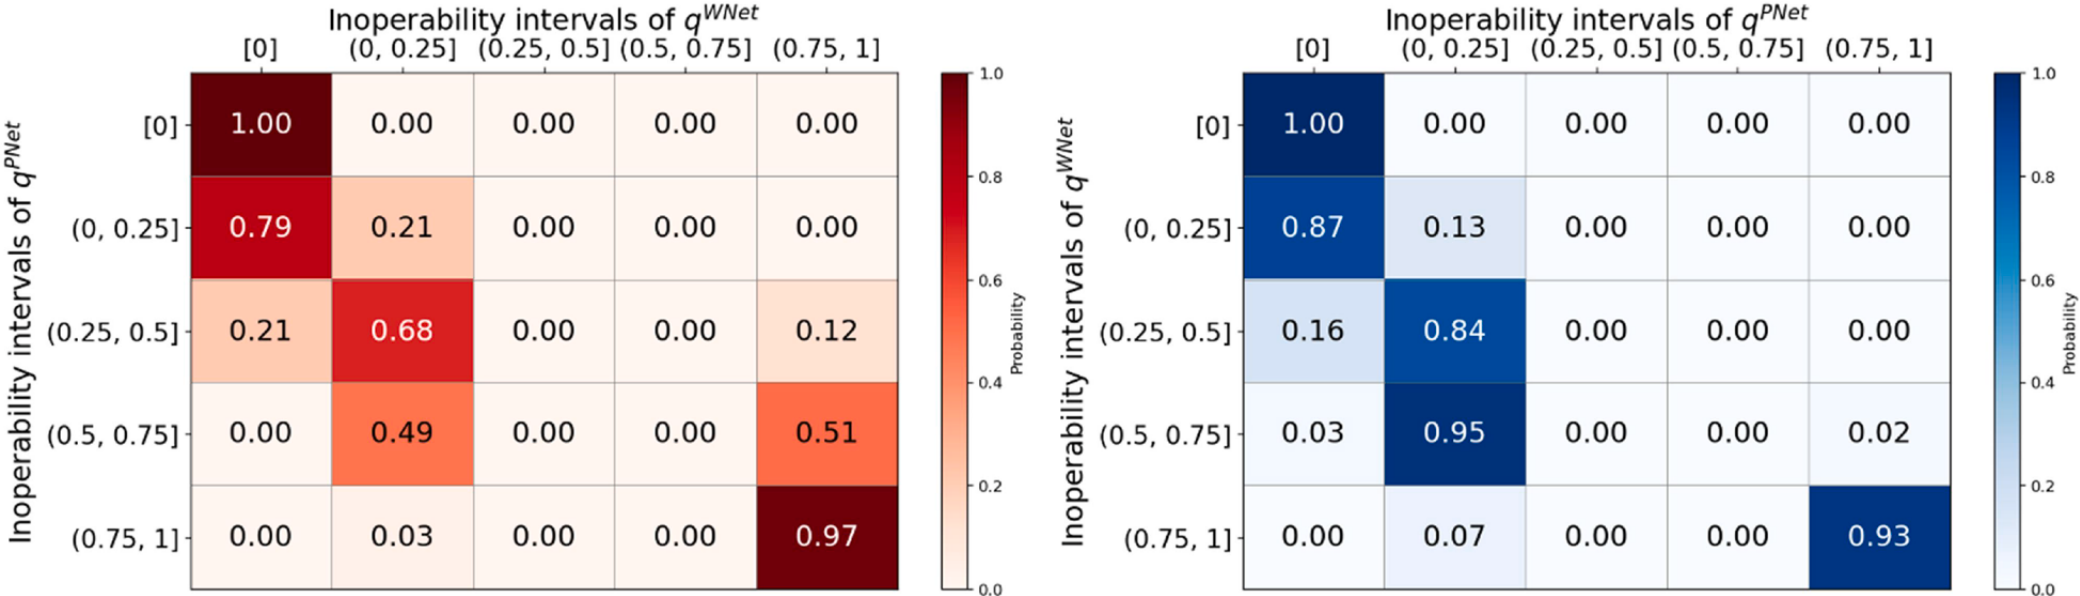 Inoperability intervals of q^WNet
[0] (0, 0.25] (0.25, 0.5] (0.5, 0.75] (0.75, 1]
Inoperability intervals of q^PNet
[0] 1.00 0.00 0.00 0.00 0.00
(0, 0.25] 0.79 0.21 0.00 0.00 0.00
(0.25, 0.5] 0.21 0.68 0.00 0.00 0.12
(0.5, 0.75] 0.00 0.49 0.00 0.00 0.51
(0.75, 1] 0.00 0.03 0.00 0.00 0.97
1.0
0.8
0.6
0.4
0.2
0.0
Probability
Inoperability intervals of q^PNet
[0] (0, 0.25] (0.25, 0.5] (0.5, 0.75] (0.75, 1]
Inoperability intervals of q^WNet
[0] 1.00 0.00 0.00 0.00 0.00
(0, 0.25] 0.87 0.13 0.00 0.00 0.00
(0.25, 0.5] 0.16 0.84 0.00 0.00 0.00
(0.5, 0.75] 0.03 0.95 0.00 0.00 0.02
(0.75, 1] 0.00 0.07 0.00 0.00 0.93
1.0
0.8
0.6
0.4
0.2
0.0
Probability